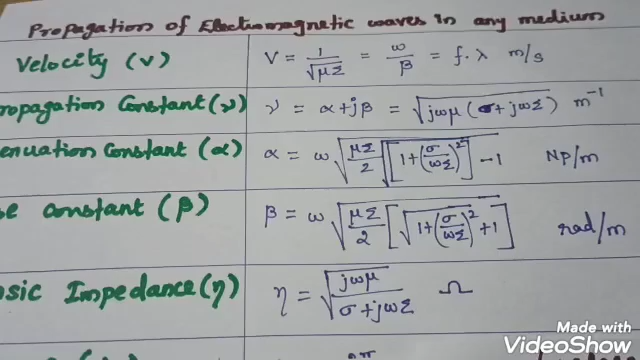 Propagation of Electromagnetic waves in any medium
Velocity (v) V = 1/√με = ω/β = f.λ m/s
ropagation Constant(ν) ν = α+jβ = √jωμ(σ+jωε) m⁻¹
enuation Constant (α) α = ω√με/2[√1+(σ/ωε)²]-1 NP/m
se constant (β) β = ω√με/2[√1+(σ/ωε)²+1] rad/m
nsic Impedance(η) η = √jωμ/σ+jωε Ω
Made with
VideoShow